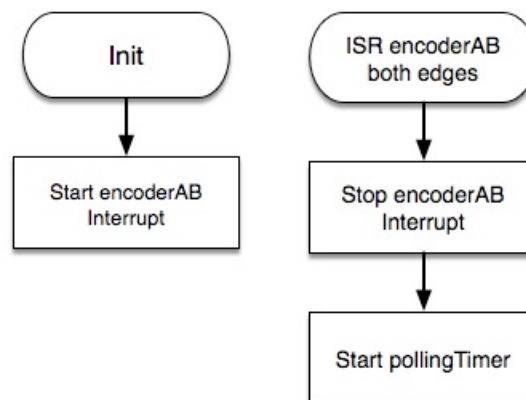 Init
Start encoderAB
Interrupt
ISR encoderAB
both edges
Stop encoderAB
Interrupt
Start pollingTimer